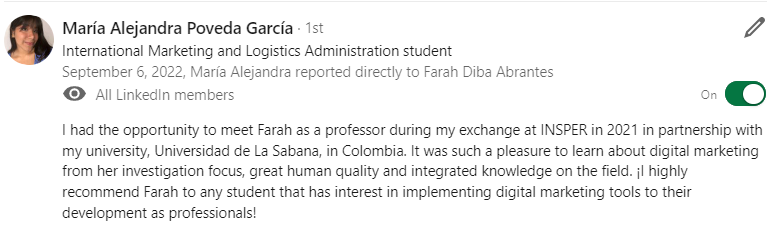 María Alejandra Poveda García · 1st
International Marketing and Logistics Administration student
September 6, 2022, María Alejandra reported directly to Farah Diba Abrantes
All LinkedIn members
On
I had the opportunity to meet Farah as a professor during my exchange at INSPER in 2021 in partnership with
my university, Universidad de La Sabana, in Colombia. It was such a pleasure to learn about digital marketing
from her investigation focus, great human quality and integrated knowledge on the field. ¡I highly
recommend Farah to any student that has interest in implementing digital marketing tools to their
development as professionals!